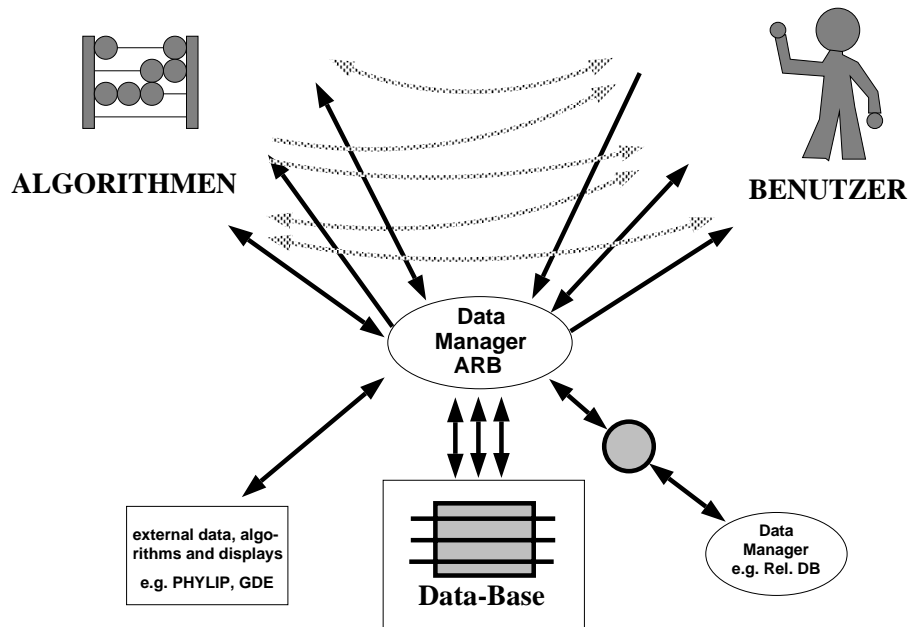 ALGORITHMEN
BENUTZER
Data
Manager
ARB
external data, algo-
rithms and displays
e.g. PHYLIP, GDE
Data-Base
Data
Manager
e.g. Rel. DB